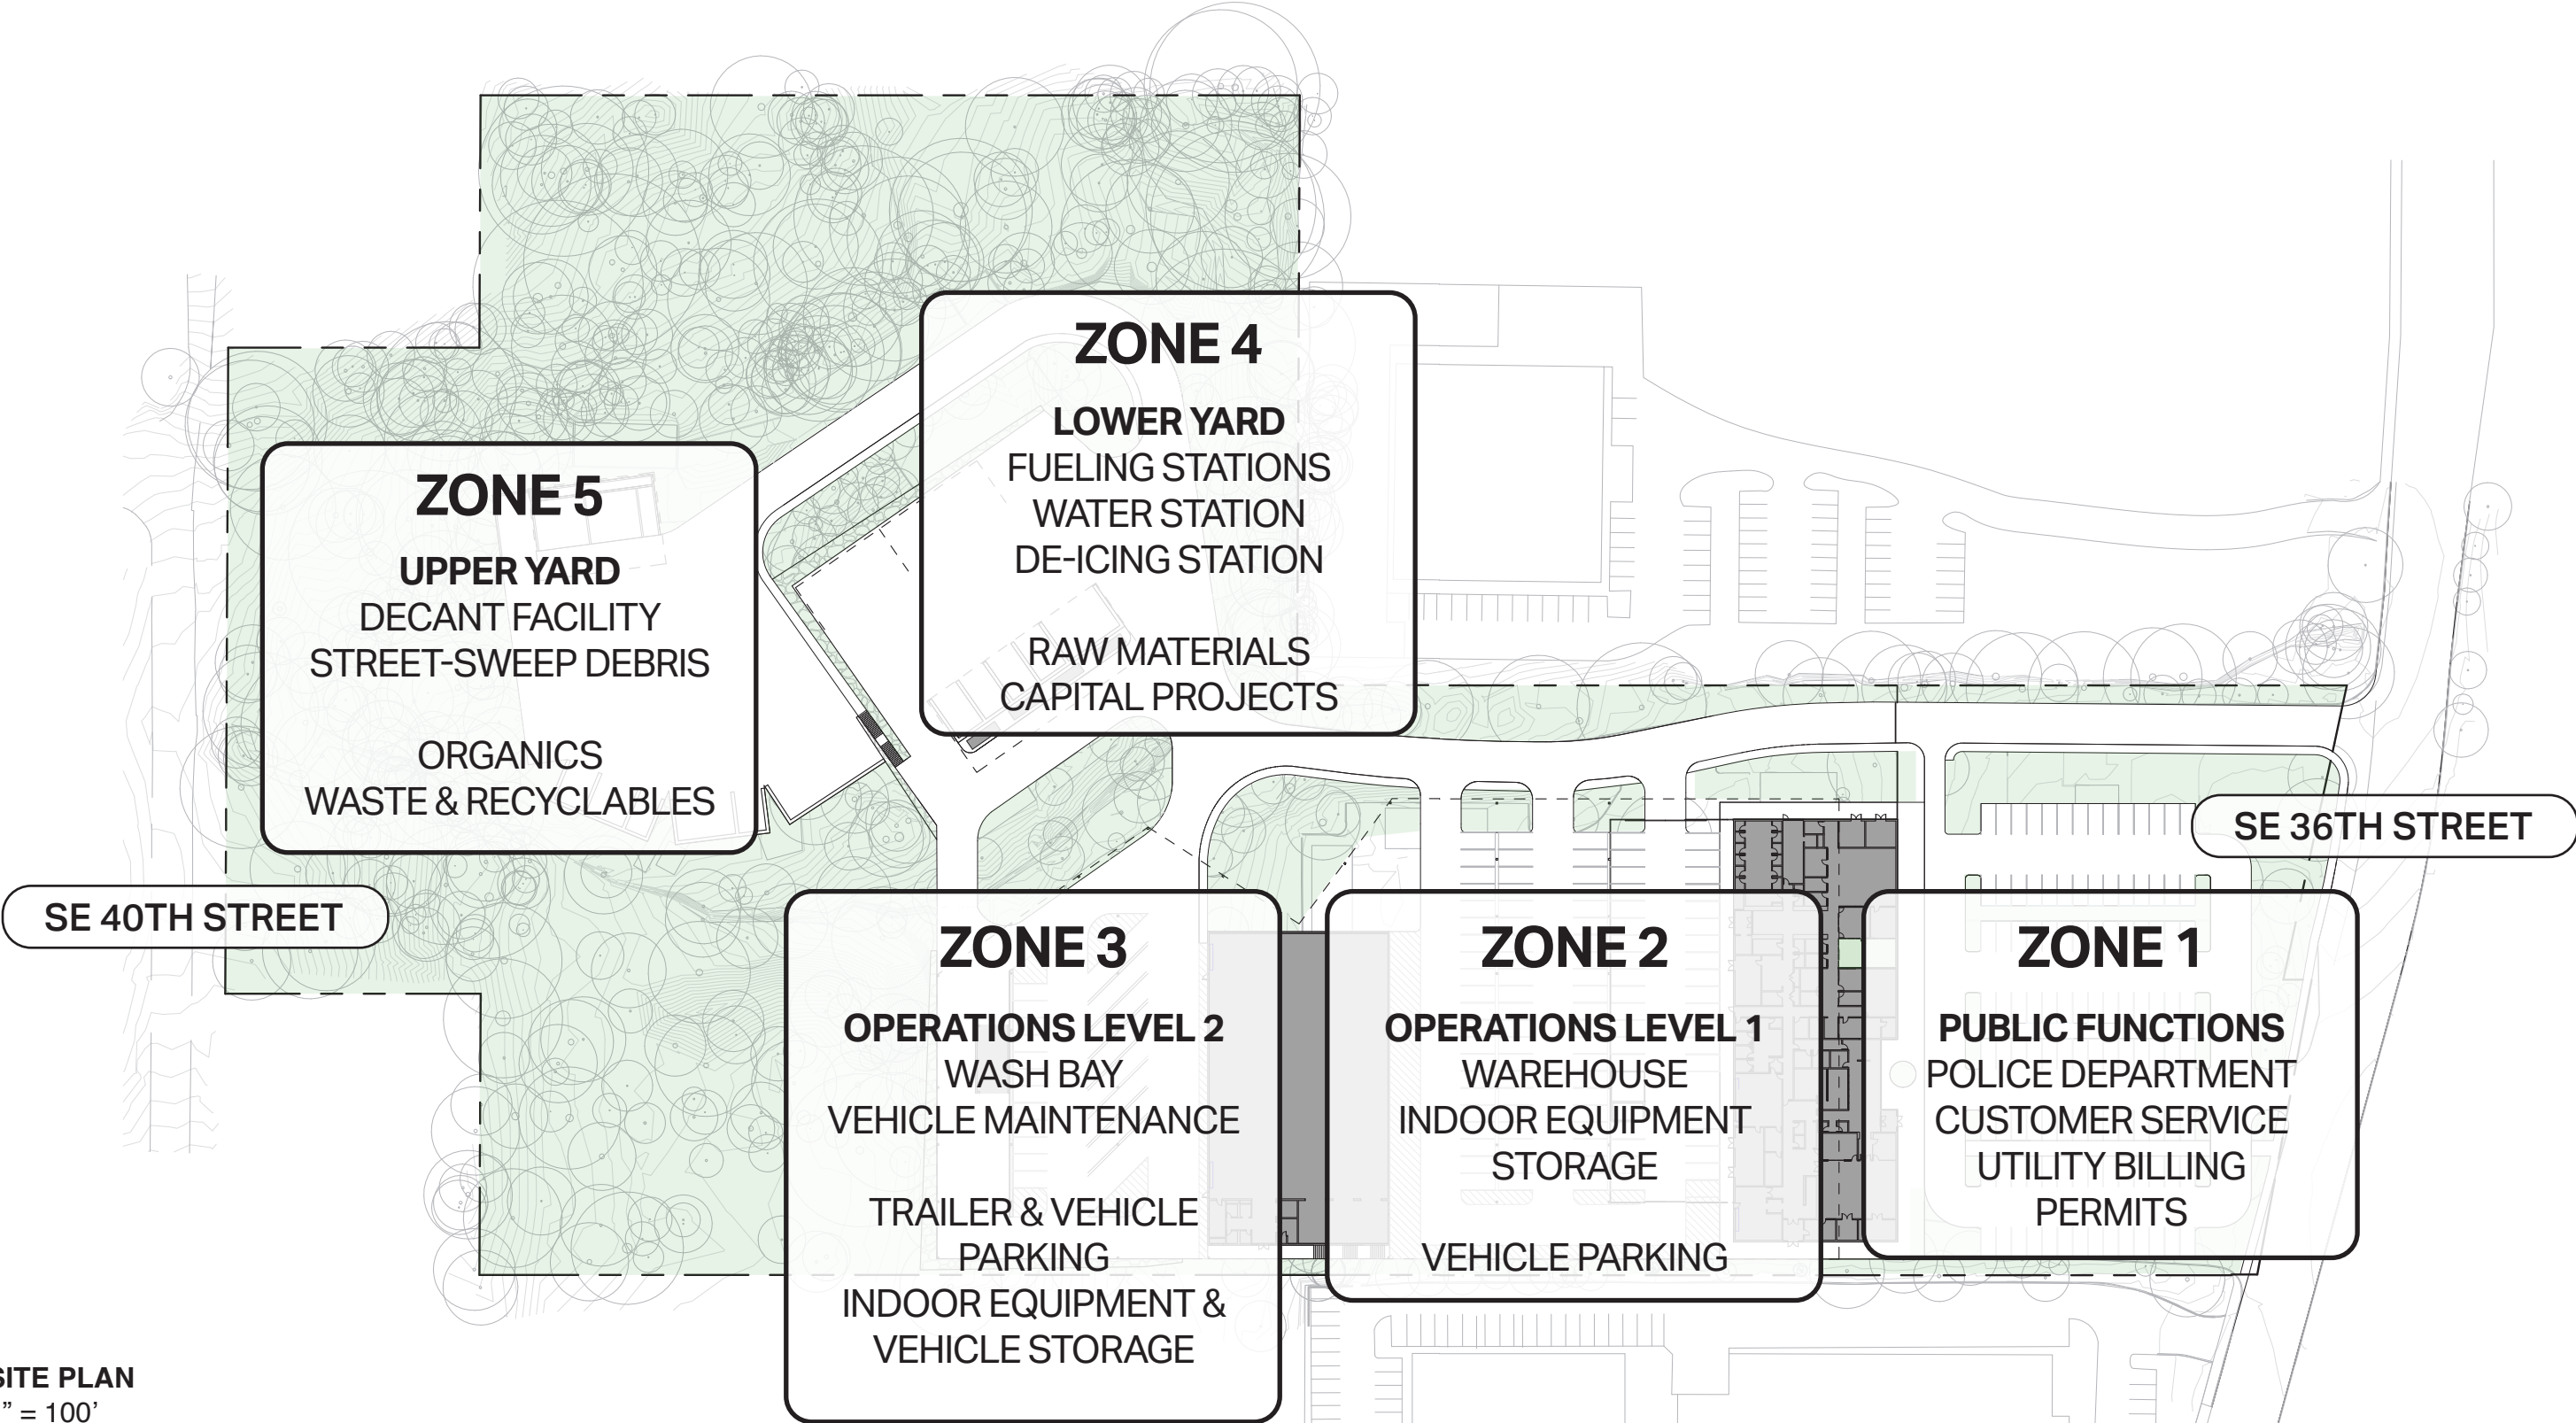 ZONE 4
LOWER YARD
FUELING STATIONS
WATER STATION
DE-ICING STATION
RAW MATERIALS
CAPITAL PROJECTS
ZONE 5
UPPER YARD
DECANT FACILITY
STREET-SWEEP DEBRIS
ORGANICS
WASTE & RECYCLABLES
SE 40TH STREET
SE 36TH STREET
ZONE 3
OPERATIONS LEVEL 2
WASH BAY
VEHICLE MAINTENANCE
TRAILER & VEHICLE
PARKING
INDOOR EQUIPMENT &
VEHICLE STORAGE
ZONE 2
OPERATIONS LEVEL 1
WAREHOUSE
INDOOR EQUIPMENT
STORAGE
VEHICLE PARKING
ZONE 1
PUBLIC FUNCTIONS
POLICE DEPARTMENT
CUSTOMER SERVICE
UTILITY BILLING
PERMITS
SITE PLAN
" = 100'